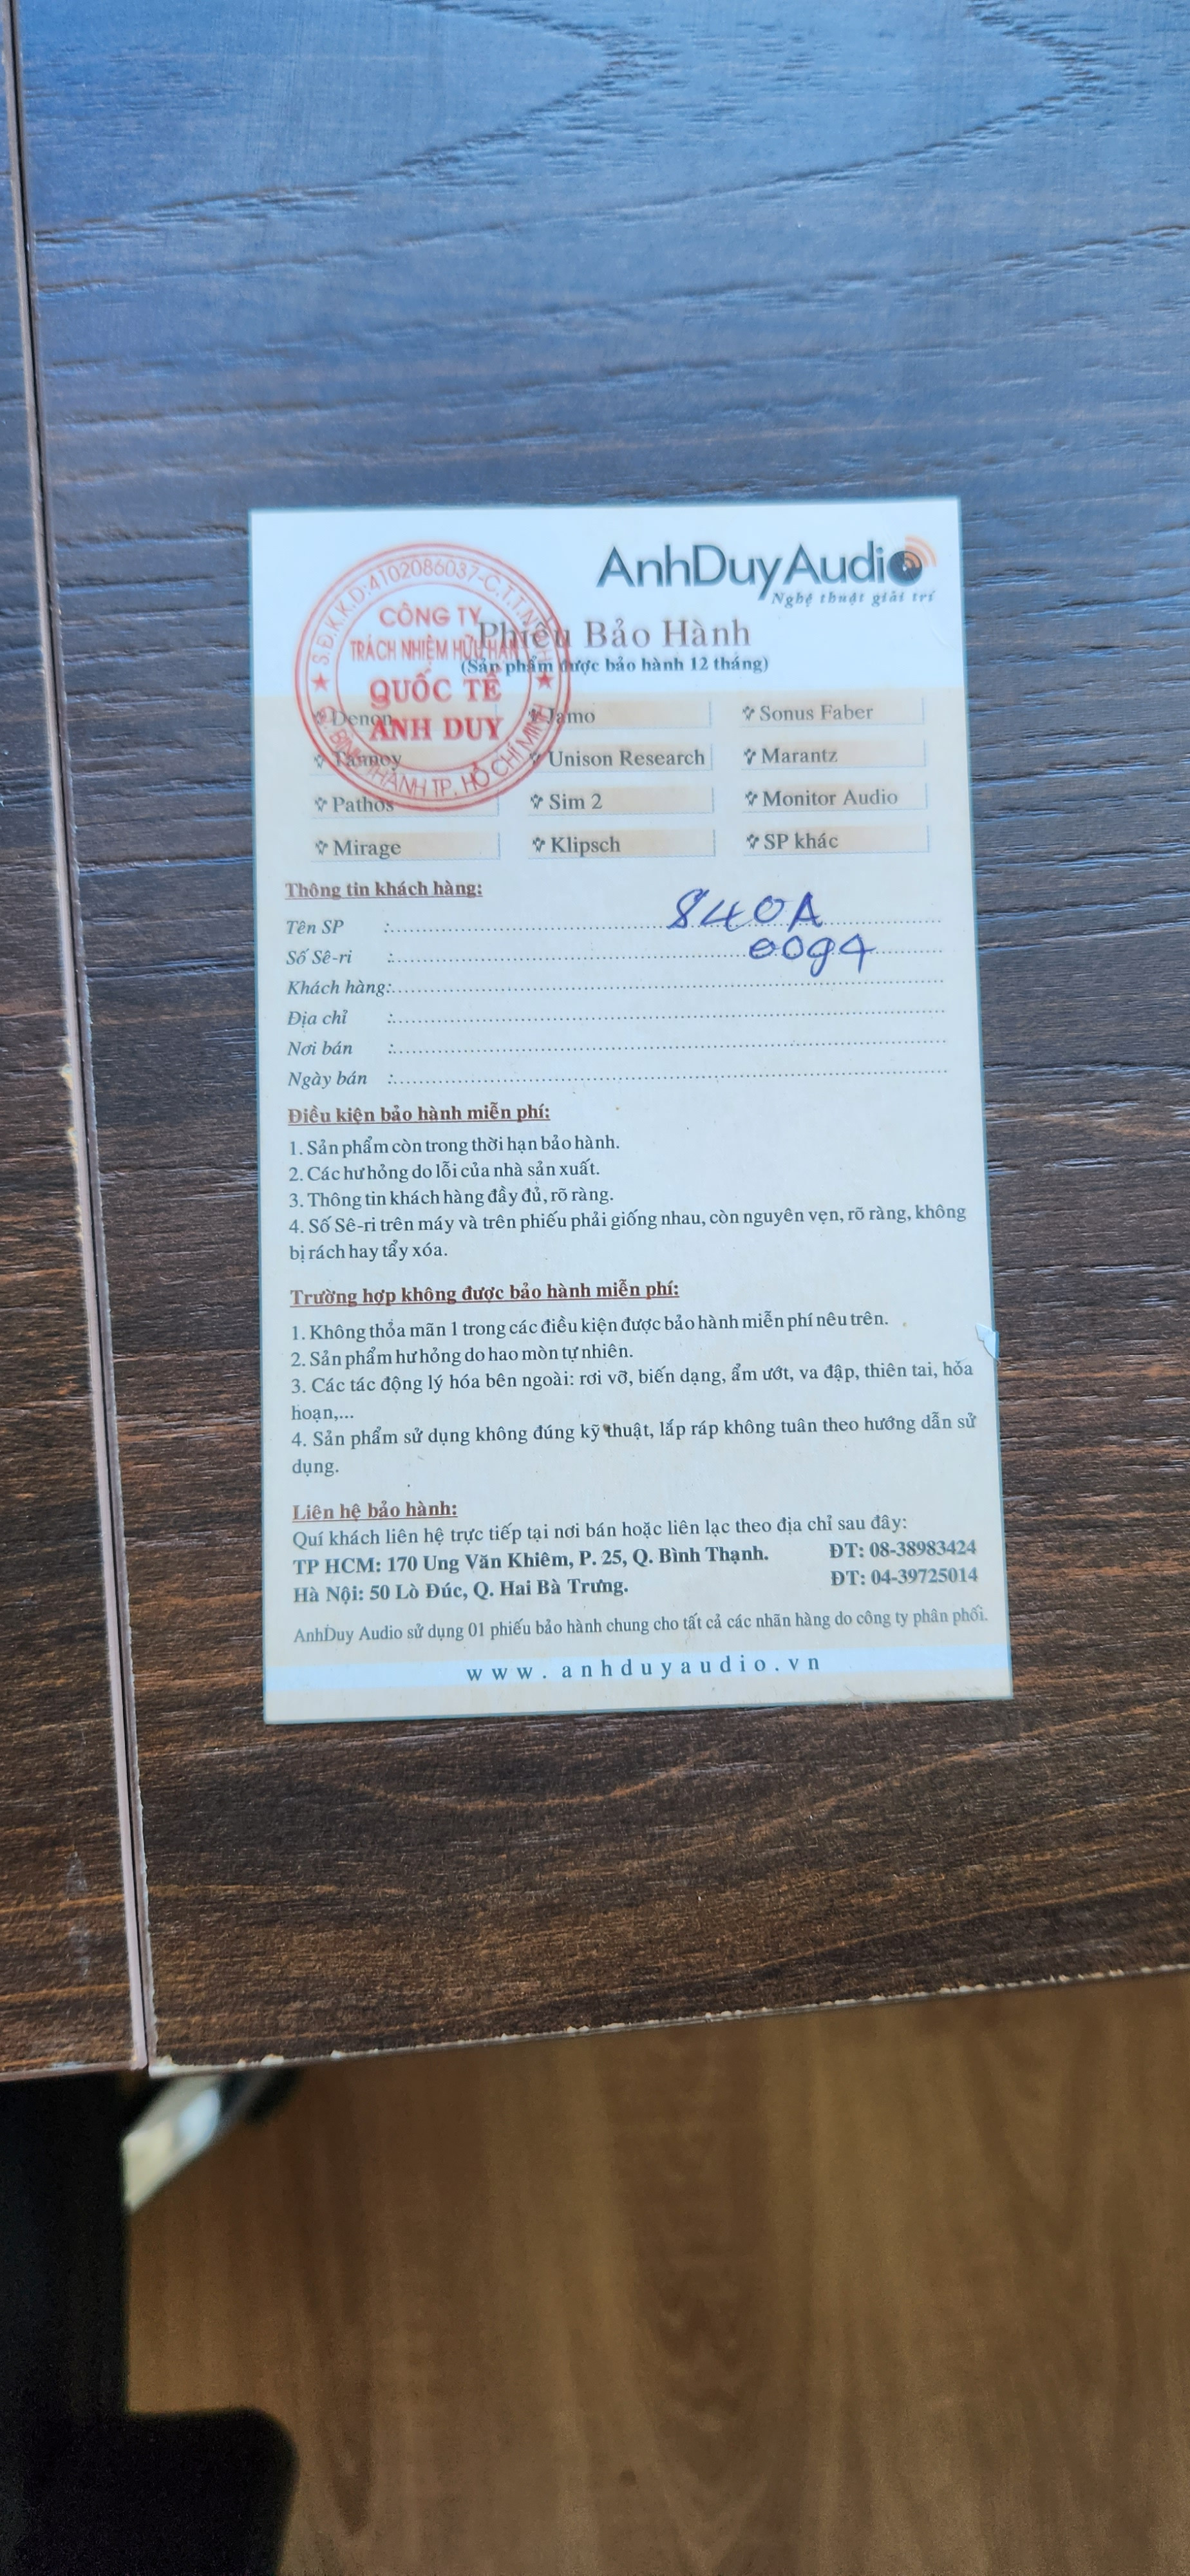 AnhDuyAudio
Nghệ thuật giải trí
S.Đ.K.K.D:4102086037-C.T.T.N
CÔNG TY
TRÁCH NHIỆM HỮU HẠN
QUỐC TẾ
ANH DUY
BÌNH THẠNH TP. HỒ CHÍ MINH
Phiếu Bảo Hành
(Sản phẩm được bảo hành 12 tháng)
Denon Jamo Sonus Faber
Tannoy Unison Research Marantz
Pathos Sim 2 Monitor Audio
Mirage Klipsch SP khác
Thông tin khách hàng:
Tên SP : 840A
Số Sê-ri : 0094
Khách hàng:
Địa chỉ :
Nơi bán :
Ngày bán :
Điều kiện bảo hành miễn phí:
1. Sản phẩm còn trong thời hạn bảo hành.
2. Các hư hỏng do lỗi của nhà sản xuất.
3. Thông tin khách hàng đầy đủ, rõ ràng.
4. Số Sê-ri trên máy và trên phiếu phải giống nhau, còn nguyên vẹn, rõ ràng, không
bị rách hay tẩy xóa.
Trường hợp không được bảo hành miễn phí:
1. Không thỏa mãn 1 trong các điều kiện được bảo hành miễn phí nêu trên.
2. Sản phẩm hư hỏng do hao mòn tự nhiên.
3. Các tác động lý hóa bên ngoài: rơi vỡ, biến dạng, ẩm ướt, va đập, thiên tai, hỏa
hoạn,...
4. Sản phẩm sử dụng không đúng kỹ thuật, lắp ráp không tuân theo hướng dẫn sử
dụng.
Liên hệ bảo hành:
Quí khách liên hệ trực tiếp tại nơi bán hoặc liên lạc theo địa chỉ sau đây:
TP HCM: 170 Ung Văn Khiêm, P. 25, Q. Bình Thạnh. ĐT: 08-38983424
Hà Nội: 50 Lò Đúc, Q. Hai Bà Trưng. ĐT: 04-39725014
AnhDuy Audio sử dụng 01 phiếu bảo hành chung cho tất cả các nhãn hàng do công ty phân phối.
www.anhduyaudio.vn